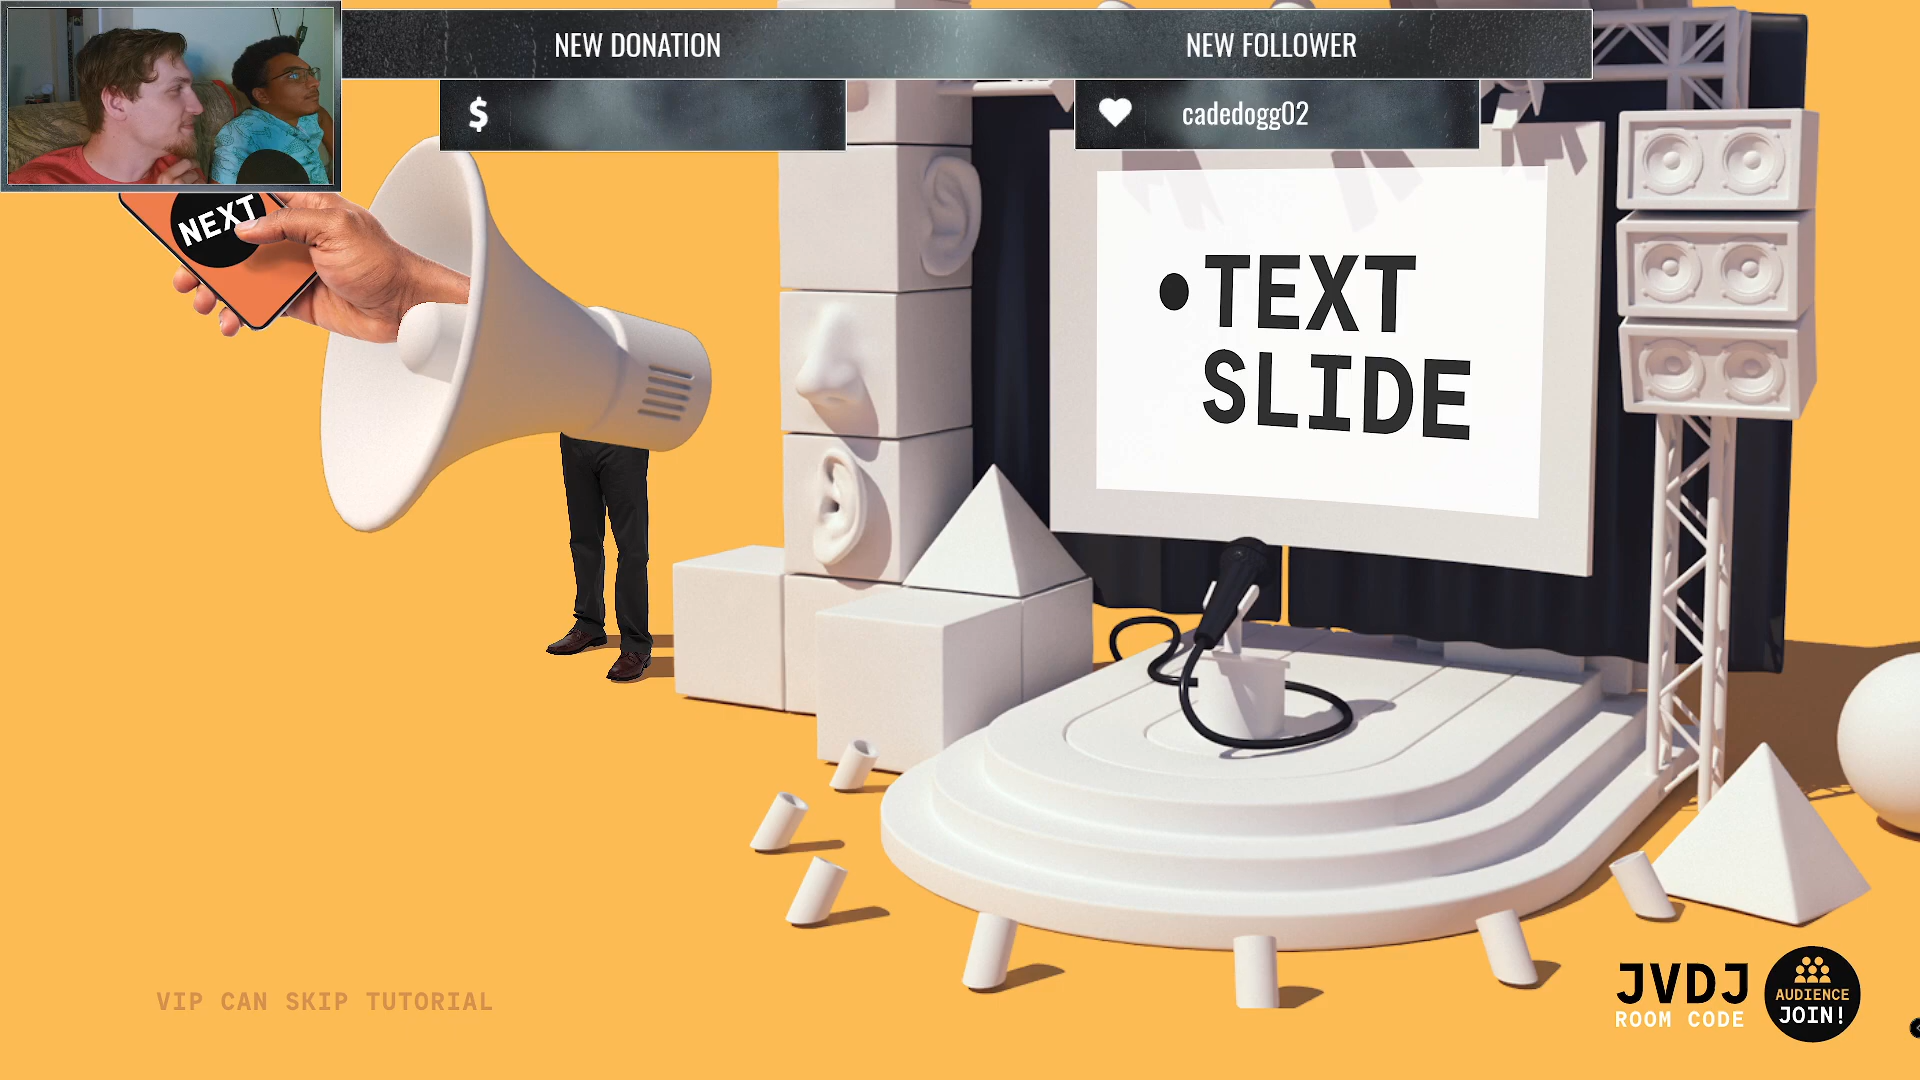 NEW DONATION
NEW FOLLOWER
$
cadedogg02
NEXT
•TEXT
SLIDE
VIP CAN SKIP TUTORIAL
JVDJ
ROOM CODE
AUDIENCE
JOIN!